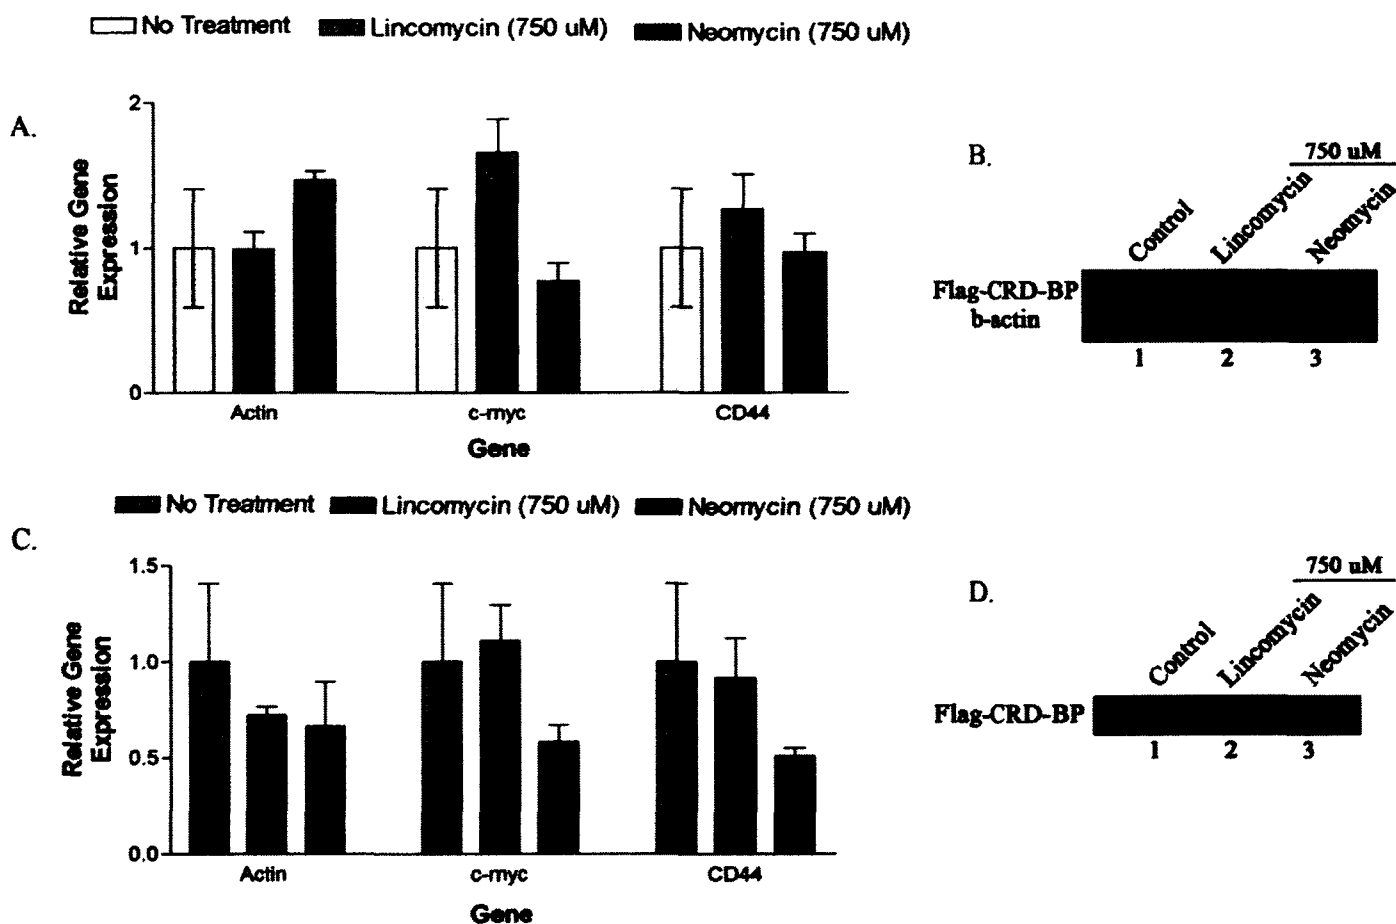 No Treatment Lincomycin (750 uM) Neomycin (750 uM)
A.
Relative Gene
Expression
2
1
0
Actin c-myc CD44
Gene
B.
750 uM
Control Lincomycin Neomycin
Flag-CRD-BP
b-actin
1 2 3
No Treatment Lincomycin (750 uM) Neomycin (750 uM)
C.
Relative Gene
Expression
1.5
1.0
0.5
0.0
Actin c-myc CD44
Gene
D.
750 uM
Control Lincomycin Neomycin
Flag-CRD-BP
1 2 3